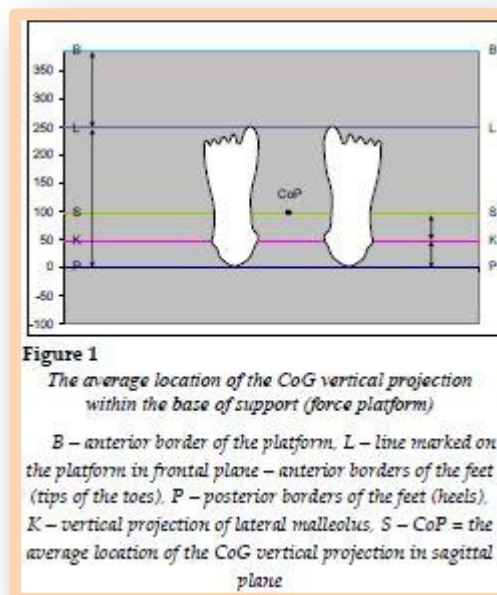 B B
350
300
L 250 L
200
150
CoP
S 100 S
K 50 K
P 0 P
-50
-100
Figure 1
The average location of the CoG vertical projection
within the base of support (force platform)
B – anterior border of the platform, L – line marked on
the platform in frontal plane – anterior borders of the feet
(tips of the toes), P – posterior borders of the feet (heels),
K – vertical projection of lateral malleolus, S – CoP = the
average location of the CoG vertical projection in sagittal
plane